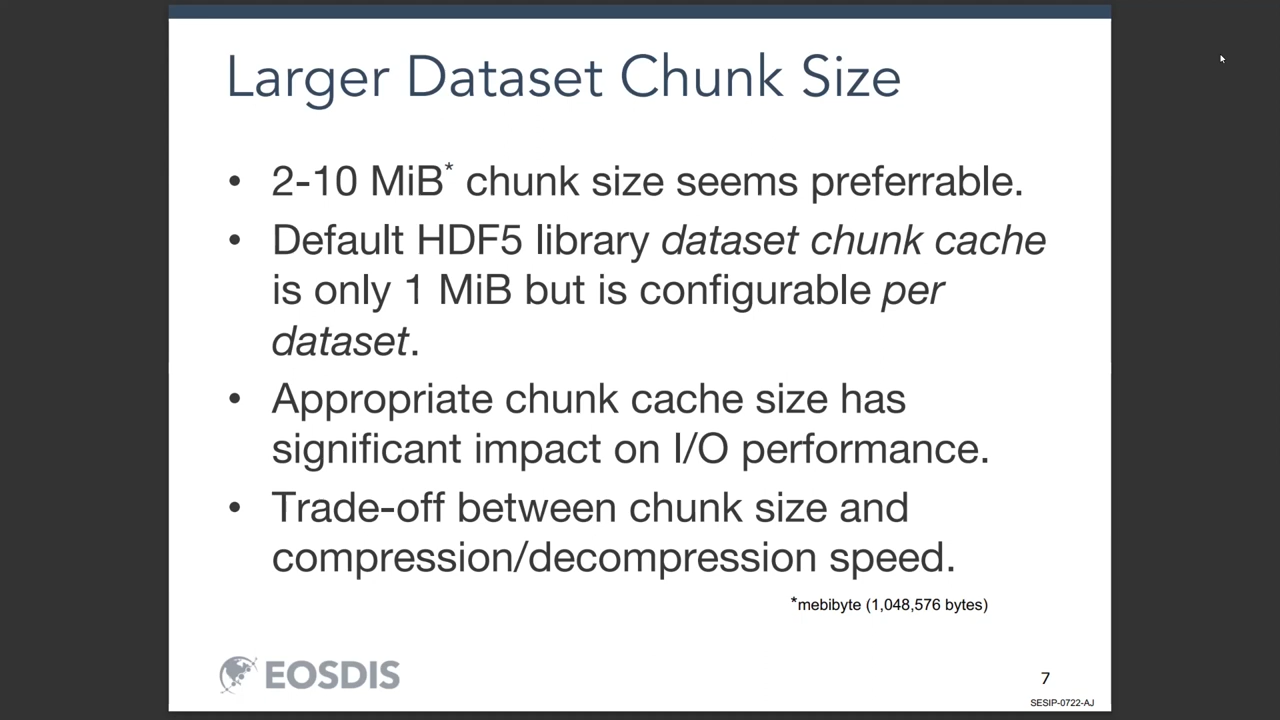 Larger Dataset Chunk Size
• 2-10 MiB* chunk size seems preferrable.
• Default HDF5 library dataset chunk cache
is only 1 MiB but is configurable per
dataset.
• Appropriate chunk cache size has
significant impact on I/O performance.
• Trade-off between chunk size and
compression/decompression speed.
*mebibyte (1,048,576 bytes)
EOSDIS
7
SESIP-0722-AJ